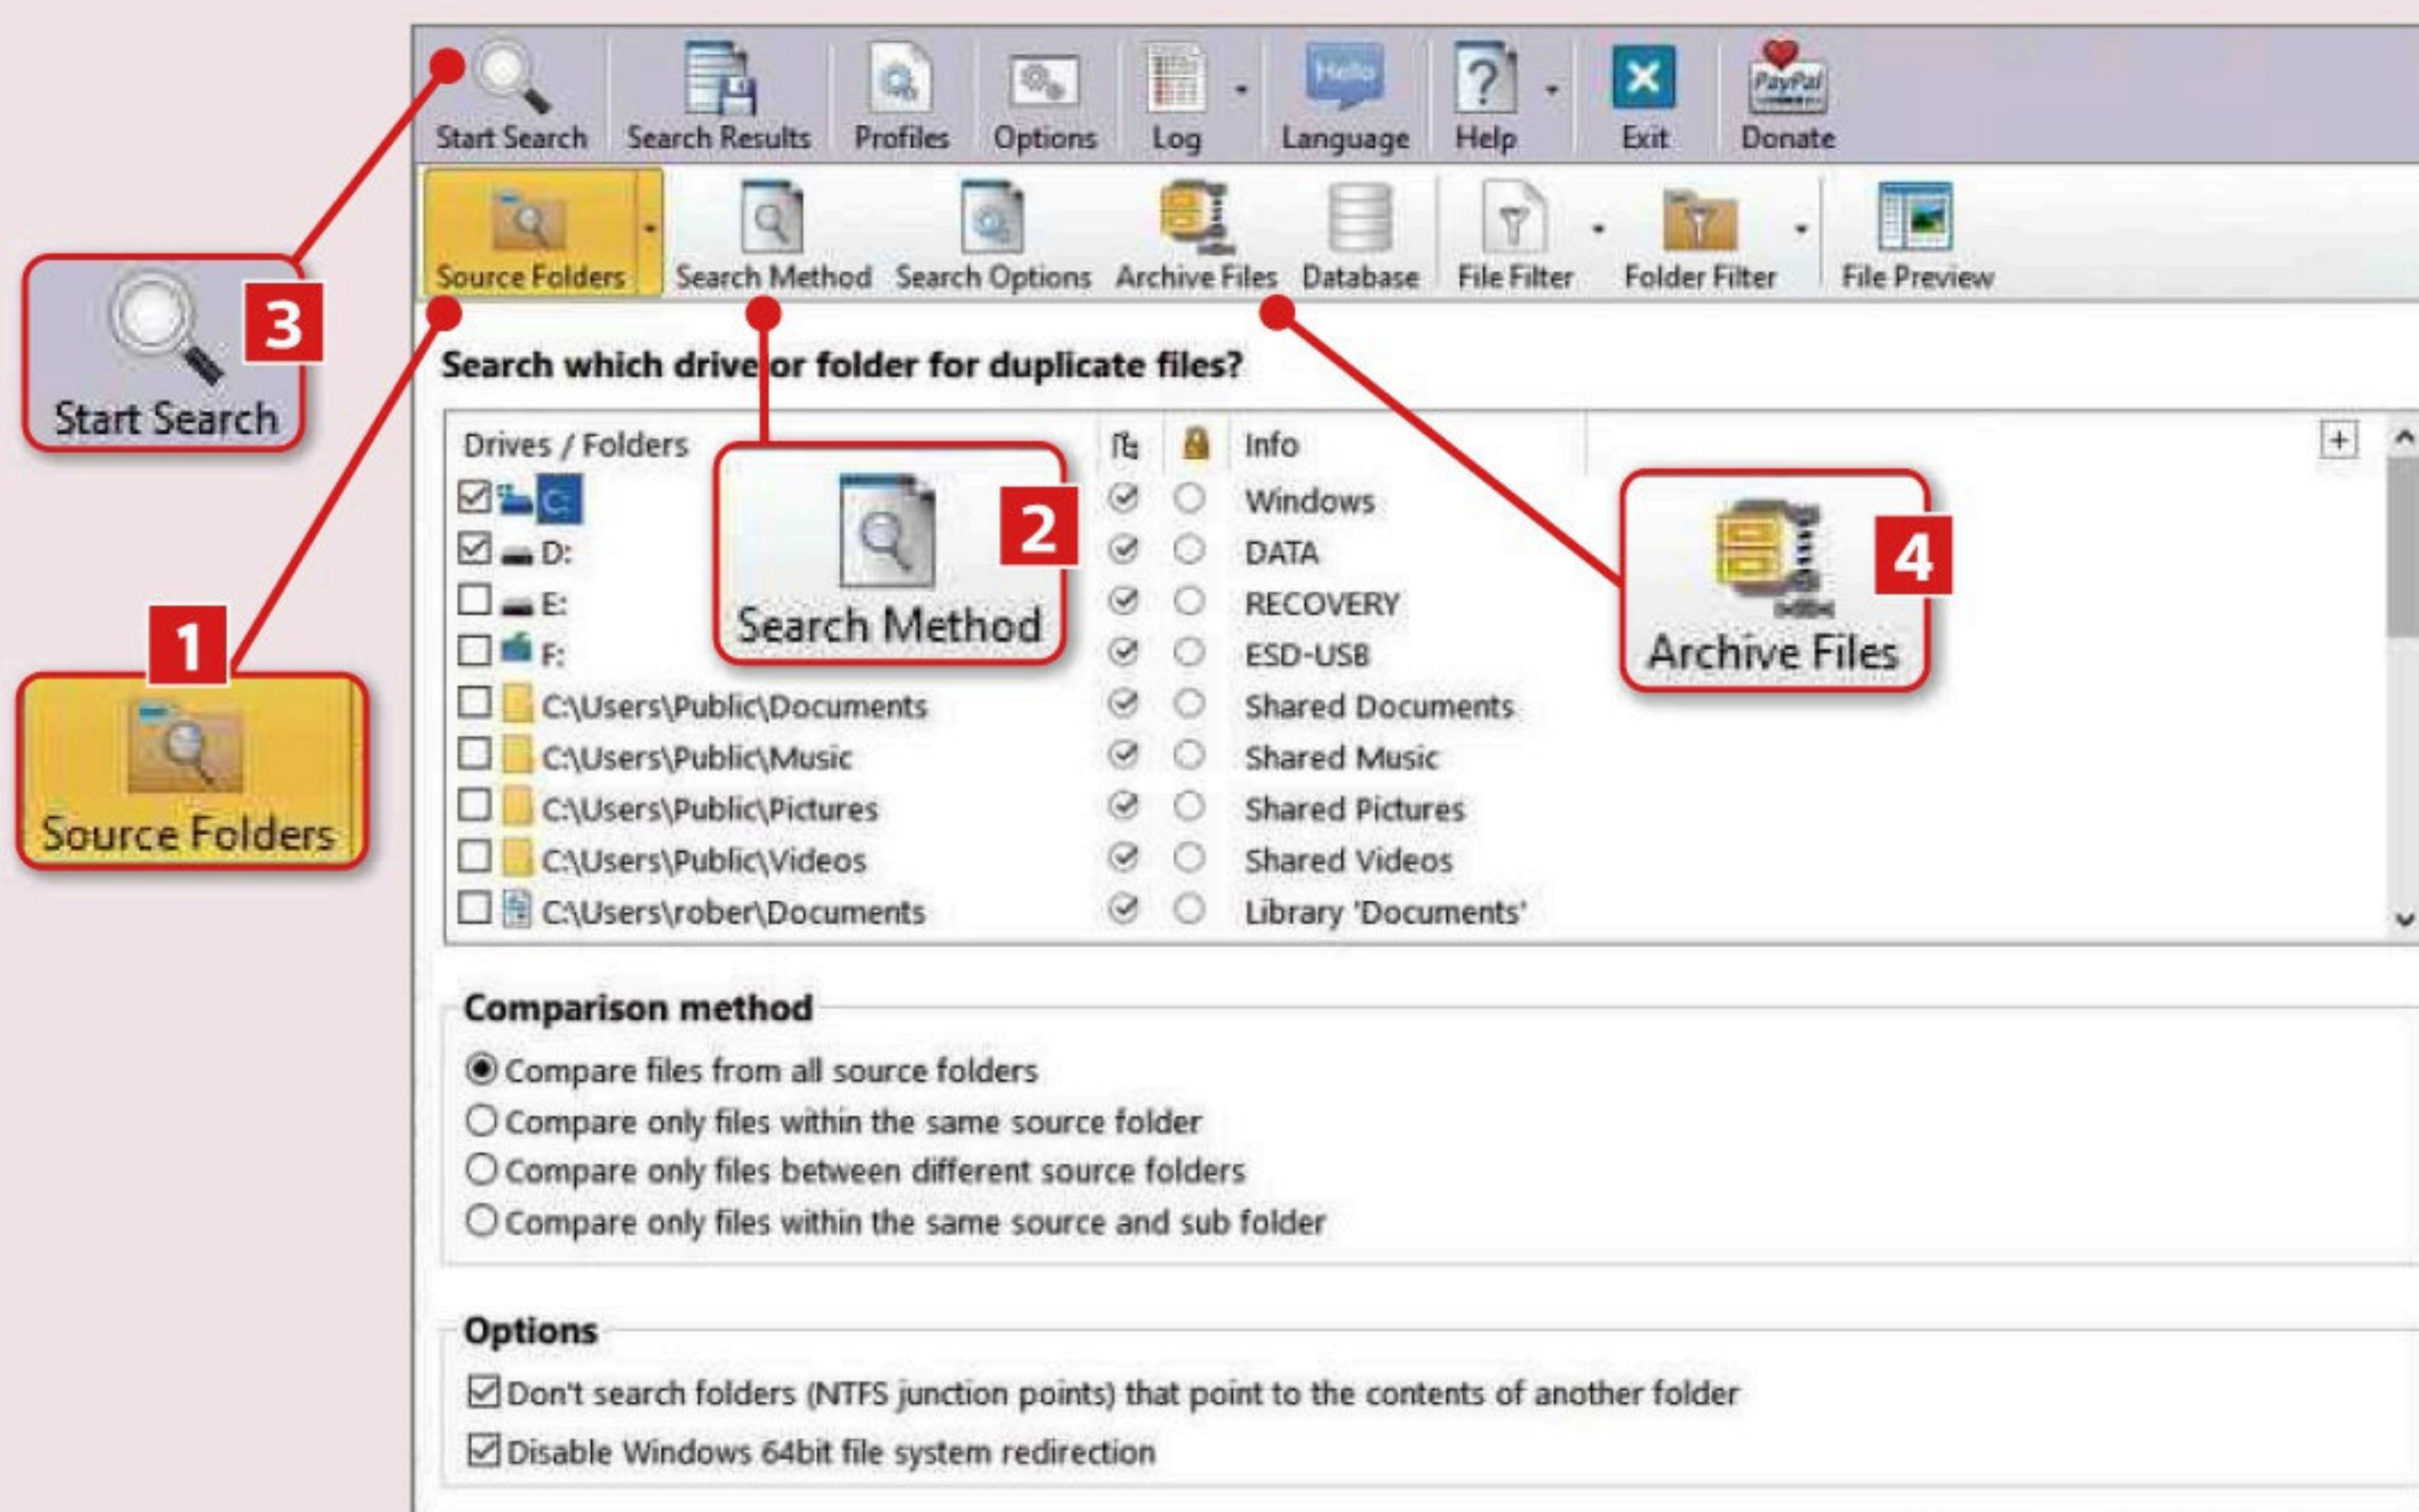 Start Search
Search Results
Profiles
Options
Log
Hello
Language
?
Help
Exit
PayPal
Donate
Source Folders
Search Method
Search Options
Archive Files
Database
File Filter
Folder Filter
File Preview
3
Start Search
Search which drive or folder for duplicate files?
Drives / Folders
Info
C: Windows
D: DATA
E: RECOVERY
F: ESD-USB
C:\Users\Public\Documents Shared Documents
C:\Users\Public\Music Shared Music
C:\Users\Public\Pictures Shared Pictures
C:\Users\Public\Videos Shared Videos
C:\Users\rober\Documents Library 'Documents'
2
Search Method
4
Archive Files
1
Source Folders
Comparison method
Compare files from all source folders
Compare only files within the same source folder
Compare only files between different source folders
Compare only files within the same source and sub folder
Options
Don't search folders (NTFS junction points) that point to the contents of another folder
Disable Windows 64bit file system redirection